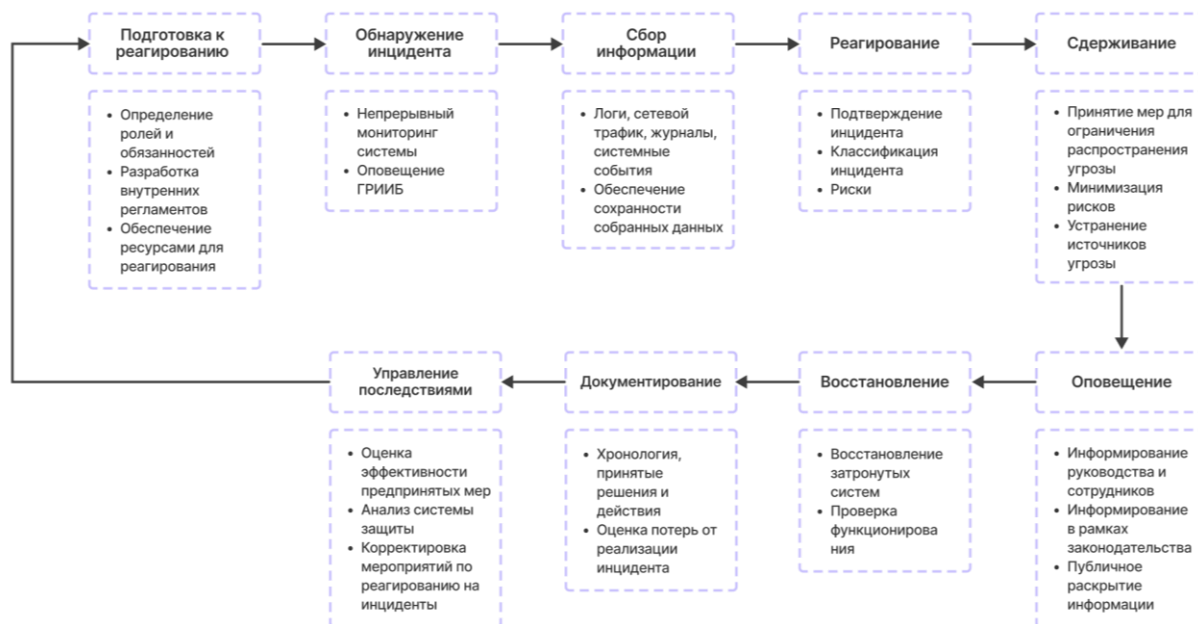 Подготовка к
реагированию
Обнаружение
инцидента
Сбор
информации
Реагирование
Сдерживание
• Определение
ролей и
обязанностей
• Разработка
внутренних
регламентов
• Обеспечение
ресурсами для
реагирования
• Непрерывный
мониторинг
системы
• Оповещение
ГРИИБ
• Логи, сетевой
трафик, журналы,
системные
события
• Обеспечение
сохранности
собранных данных
• Подтверждение
инцидента
• Классификация
инцидента
• Риски
• Принятие мер для
ограничения
распространения
угрозы
• Минимизация
рисков
• Устранение
источников
угрозы
Управление
последствиями
Документирование
Восстановление
Оповещение
• Оценка
эффективности
предпринятых мер
• Анализ системы
защиты
• Корректировка
мероприятий по
реагированию на
инциденты
• Хронология,
принятые
решения и
действия
• Оценка потерь от
реализации
инцидента
• Восстановление
затронутых
систем
• Проверка
функционирова
ния
• Информирование
руководства и
сотрудников
• Информирование
в рамках
законодательства
• Публичное
раскрытие
информации